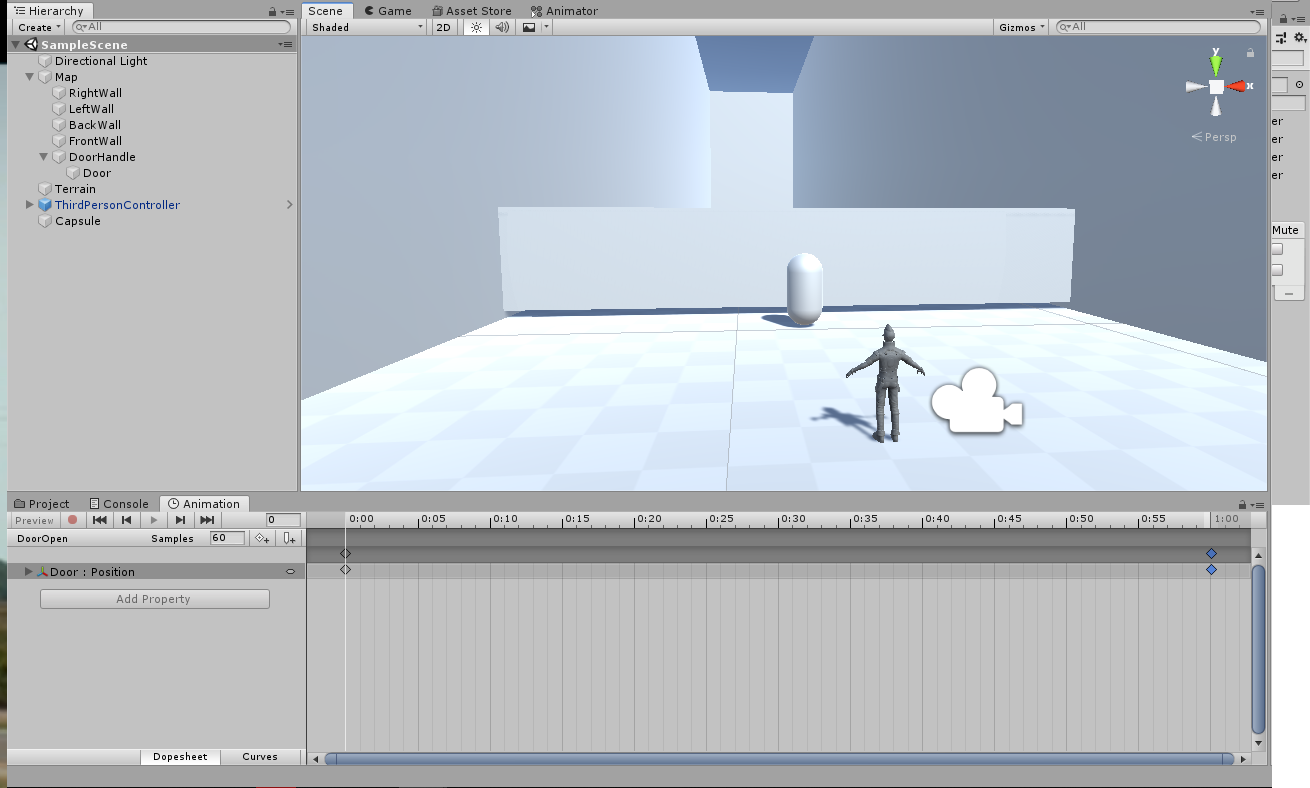 Hierarchy
Create All
SampleScene
Directional Light
Map
RightWall
LeftWall
BackWall
FrontWall
DoorHandle
Door
Terrain
ThirdPersonController
Capsule
Scene Game Asset Store Animator
Shaded 2D Gizmos All
y
x
Persp
er
er
er
er
Mute
Project Console Animation
Preview 0 0:00 0:05 0:10 0:15 0:20 0:25 0:30 0:35 0:40 0:45 0:50 0:55 1:00
DoorOpen Samples 60
Door : Position
Add Property
Dopesheet Curves